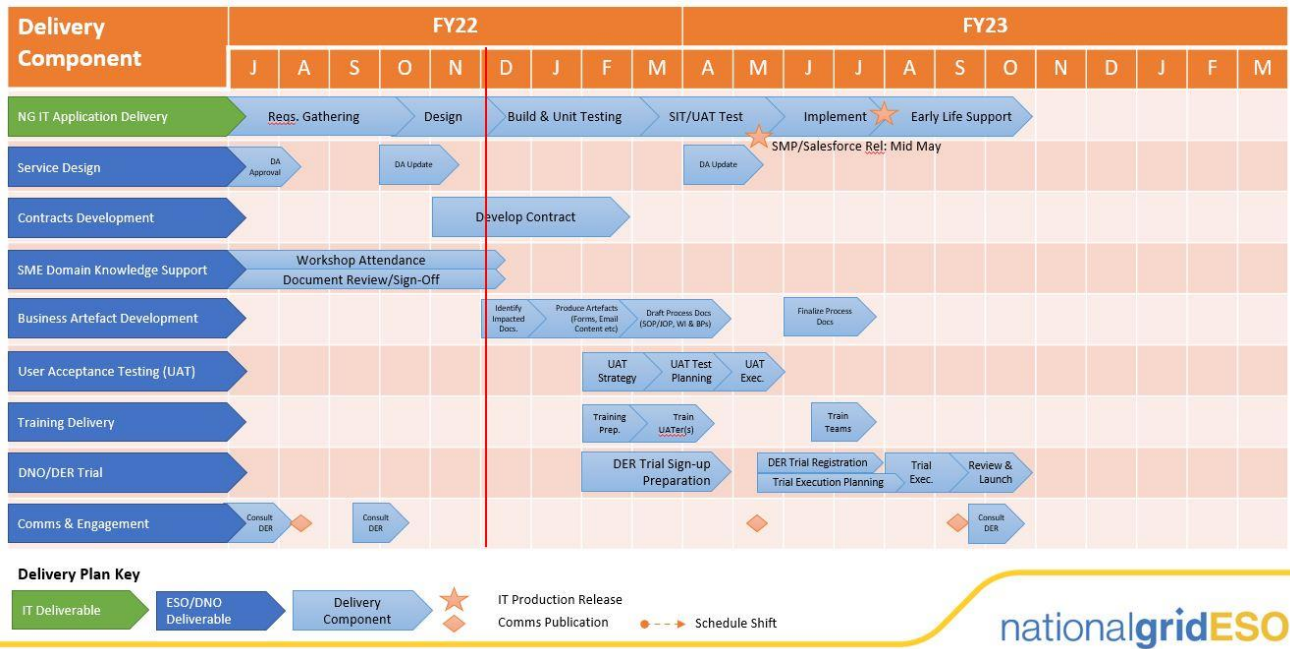 Delivery
Component
FY22
FY23
J A S O N D J F M A M J J A S O N D J F M
NG IT Application Delivery
Reqs. Gathering
Design
Build & Unit Testing
SIT/UAT Test
Implement
Early Life Support
SMP/Salesforce Rel: Mid May
Service Design
DA
Approval
DA Update
DA Update
Contracts Development
Develop Contract
SME Domain Knowledge Support
Workshop Attendance
Document Review/Sign-Off
Business Artefact Development
Identify
Impacted
Docs.
Produce Artefacts
(Forms, Email
Content etc)
Draft Process Docs
(SOP/IOP, WI & BPs)
Finalize Process
Docs
User Acceptance Testing (UAT)
UAT
Strategy
UAT Test
Planning
UAT
Exec.
Training Delivery
Training
Prep.
Train
UATer(s)
Train
Teams
DNO/DER Trial
DER Trial Sign-up
Preparation
DER Trial Registration
Trial Execution Planning
Trial
Exec.
Review &
Launch
Comms & Engagement
Consult
DER
Consult
DER
Consult
DER
Delivery Plan Key
IT Deliverable
ESO/DNO
Deliverable
Delivery
Component
IT Production Release
Comms Publication
Schedule Shift
nationalgridESO